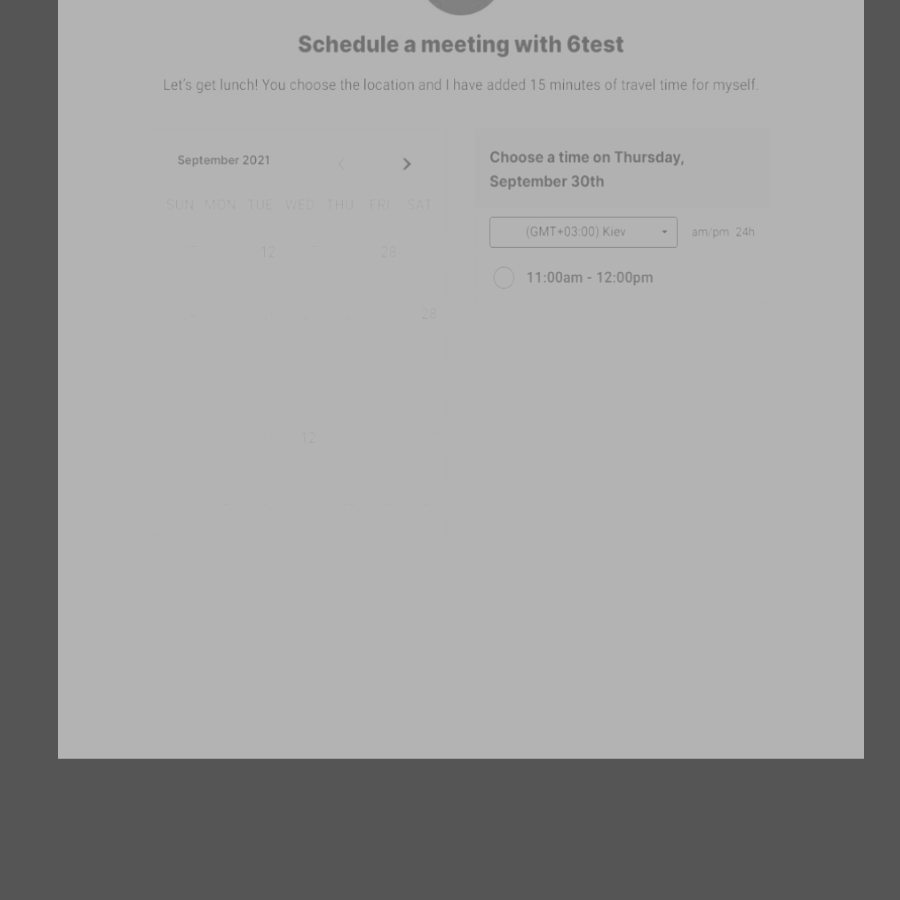 Schedule a meeting with 6test
Let's get lunch! You choose the location and I have added 15 minutes of travel time for myself.
September 2021
SUN MON TUE WED THU FRI SAT
12 28
28
12
Choose a time on Thursday,
September 30th
(GMT+03:00) Kiev am/pm 24h
11:00am - 12:00pm